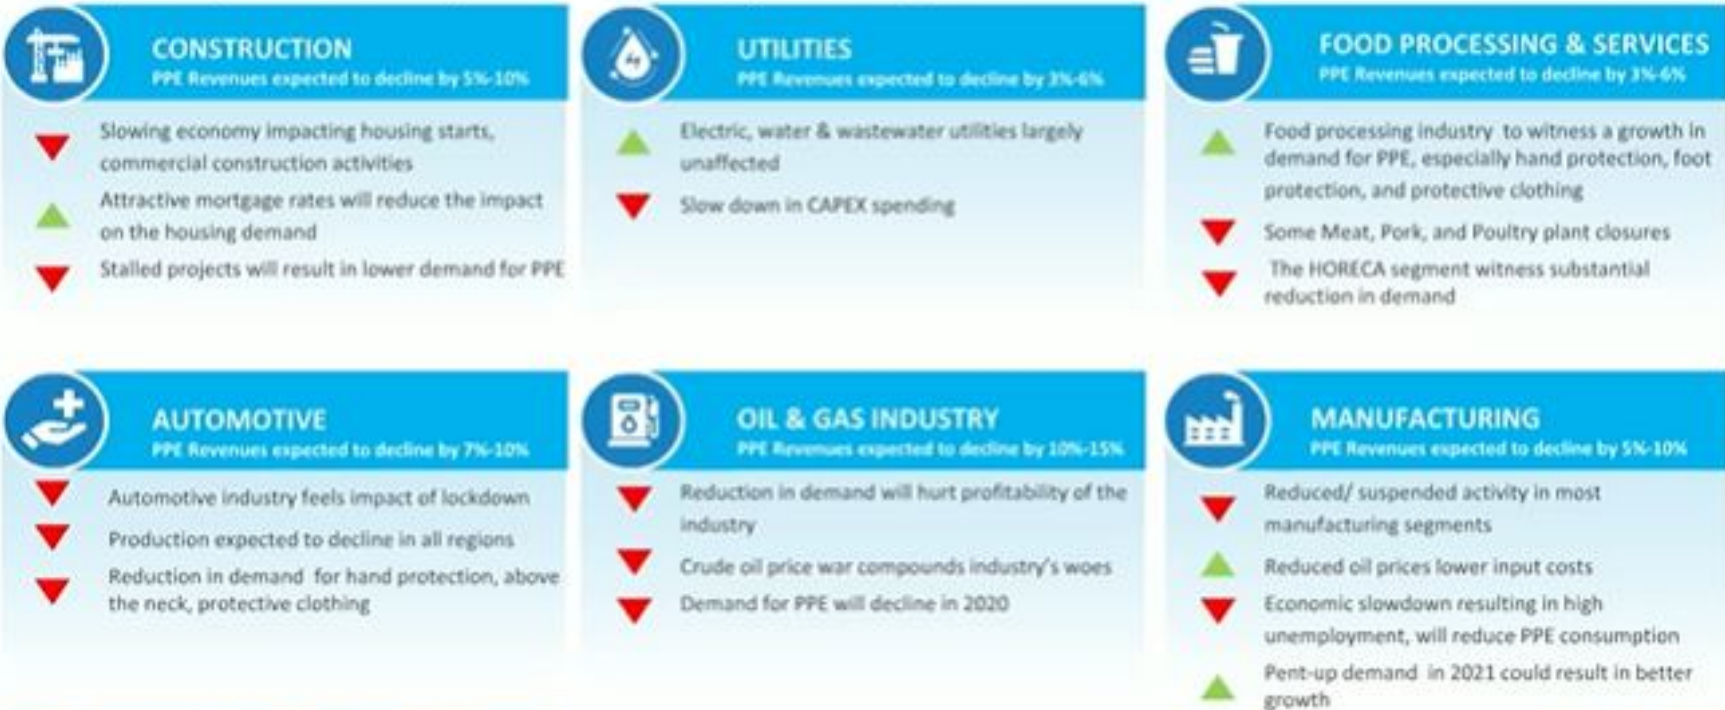 CONSTRUCTION
PPE Revenues expected to decline by 5%-10%
Slowing economy impacting housing starts,
commercial construction activities
Attractive mortgage rates will reduce the impact
on the housing demand
Stalled projects will result in lower demand for PPE
UTILITIES
PPE Revenues expected to decline by 3%-6%
Electric, water & wastewater utilities largely
unaffected
Slow down in CAPEX spending
FOOD PROCESSING & SERVICES
PPE Revenues expected to decline by 3%-6%
Food processing industry to witness a growth in
demand for PPE, especially hand protection, foot
protection, and protective clothing
Some Meat, Pork, and Poultry plant closures
The HORECA segment witness substantial
reduction in demand
AUTOMOTIVE
PPE Revenues expected to decline by 7%-10%
Automotive industry feels impact of lockdown
Production expected to decline in all regions
Reduction in demand for hand protection, above
the neck, protective clothing
OIL & GAS INDUSTRY
PPE Revenues expected to decline by 10%-15%
Reduction in demand will hurt profitability of the
industry
Crude oil price war compounds industry's woes
Demand for PPE will decline in 2020
MANUFACTURING
PPE Revenues expected to decline by 5%-10%
Reduced/ suspended activity in most
manufacturing segments
Reduced oil prices lower input costs
Economic slowdown resulting in high
unemployment, will reduce PPE consumption
Pent-up demand in 2021 could result in better
growth